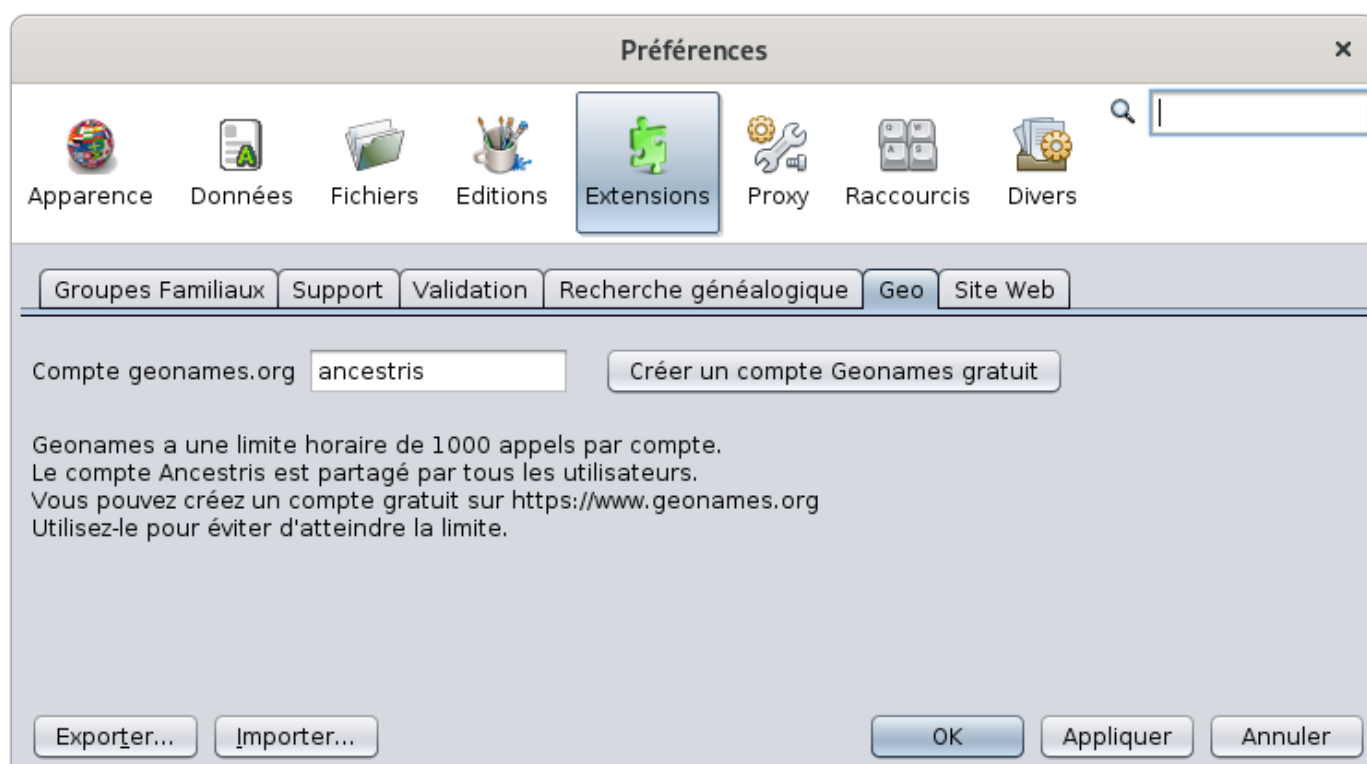 Préférences
Apparence Données Fichiers Editions Extensions Proxy Raccourcis Divers
Groupes Familiaux Support Validation Recherche généalogique Geo Site Web
Compte geonames.org ancestris Créer un compte Geonames gratuit
Geonames a une limite horaire de 1000 appels par compte.
Le compte Ancestris est partagé par tous les utilisateurs.
Vous pouvez créez un compte gratuit sur https://www.geonames.org
Utilisez-le pour éviter d'atteindre la limite.
Exporter... Importer... OK Appliquer Annuler